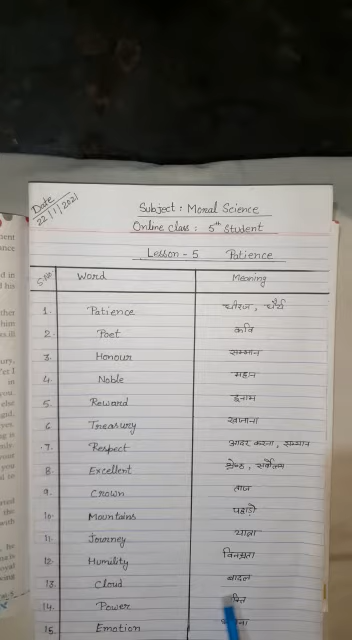 Date
22/1/2021
Subject : Moral Science
Online class : 5th Student
Lesson - 5 Patience
S.No Word Meaning
1. Patience धीरज, धैर्य
2. Poet कवि
3. Honour सम्मान
4. Noble महान
5. Reward ईनाम
6. Treasury खजाना
7. Respect आदर करना, सम्मान
8. Excellent श्रेष्ठ, सर्वोत्तम
9. Crown ताज
10. Mountains पहाड़ो
11. Journey यात्रा
12. Humility विनम्रता
13. Cloud बादल
14. Power
15. Emotion